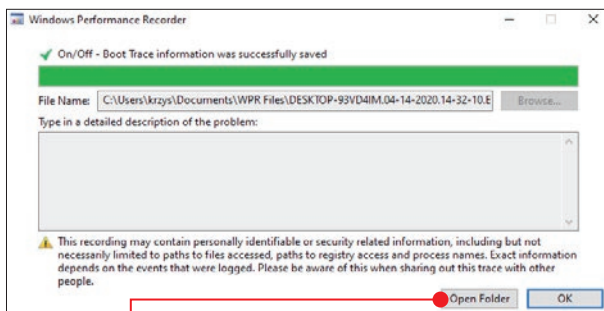 Windows Performance Recorder
On/Off - Boot Trace information was successfully saved
File Name: C:\Users\krzys\Documents\WPR Files\DESKTOP-93VD4IM.04-14-2020.14-32-10.E Browse...
Type in a detailed description of the problem:
This recording may contain personally identifiable or security related information, including but not
necessarily limited to paths to files accessed, paths to registry access and process names. Exact information
depends on the events that were logged. Please be aware of this when sharing out this trace with other
people.
Open Folder OK